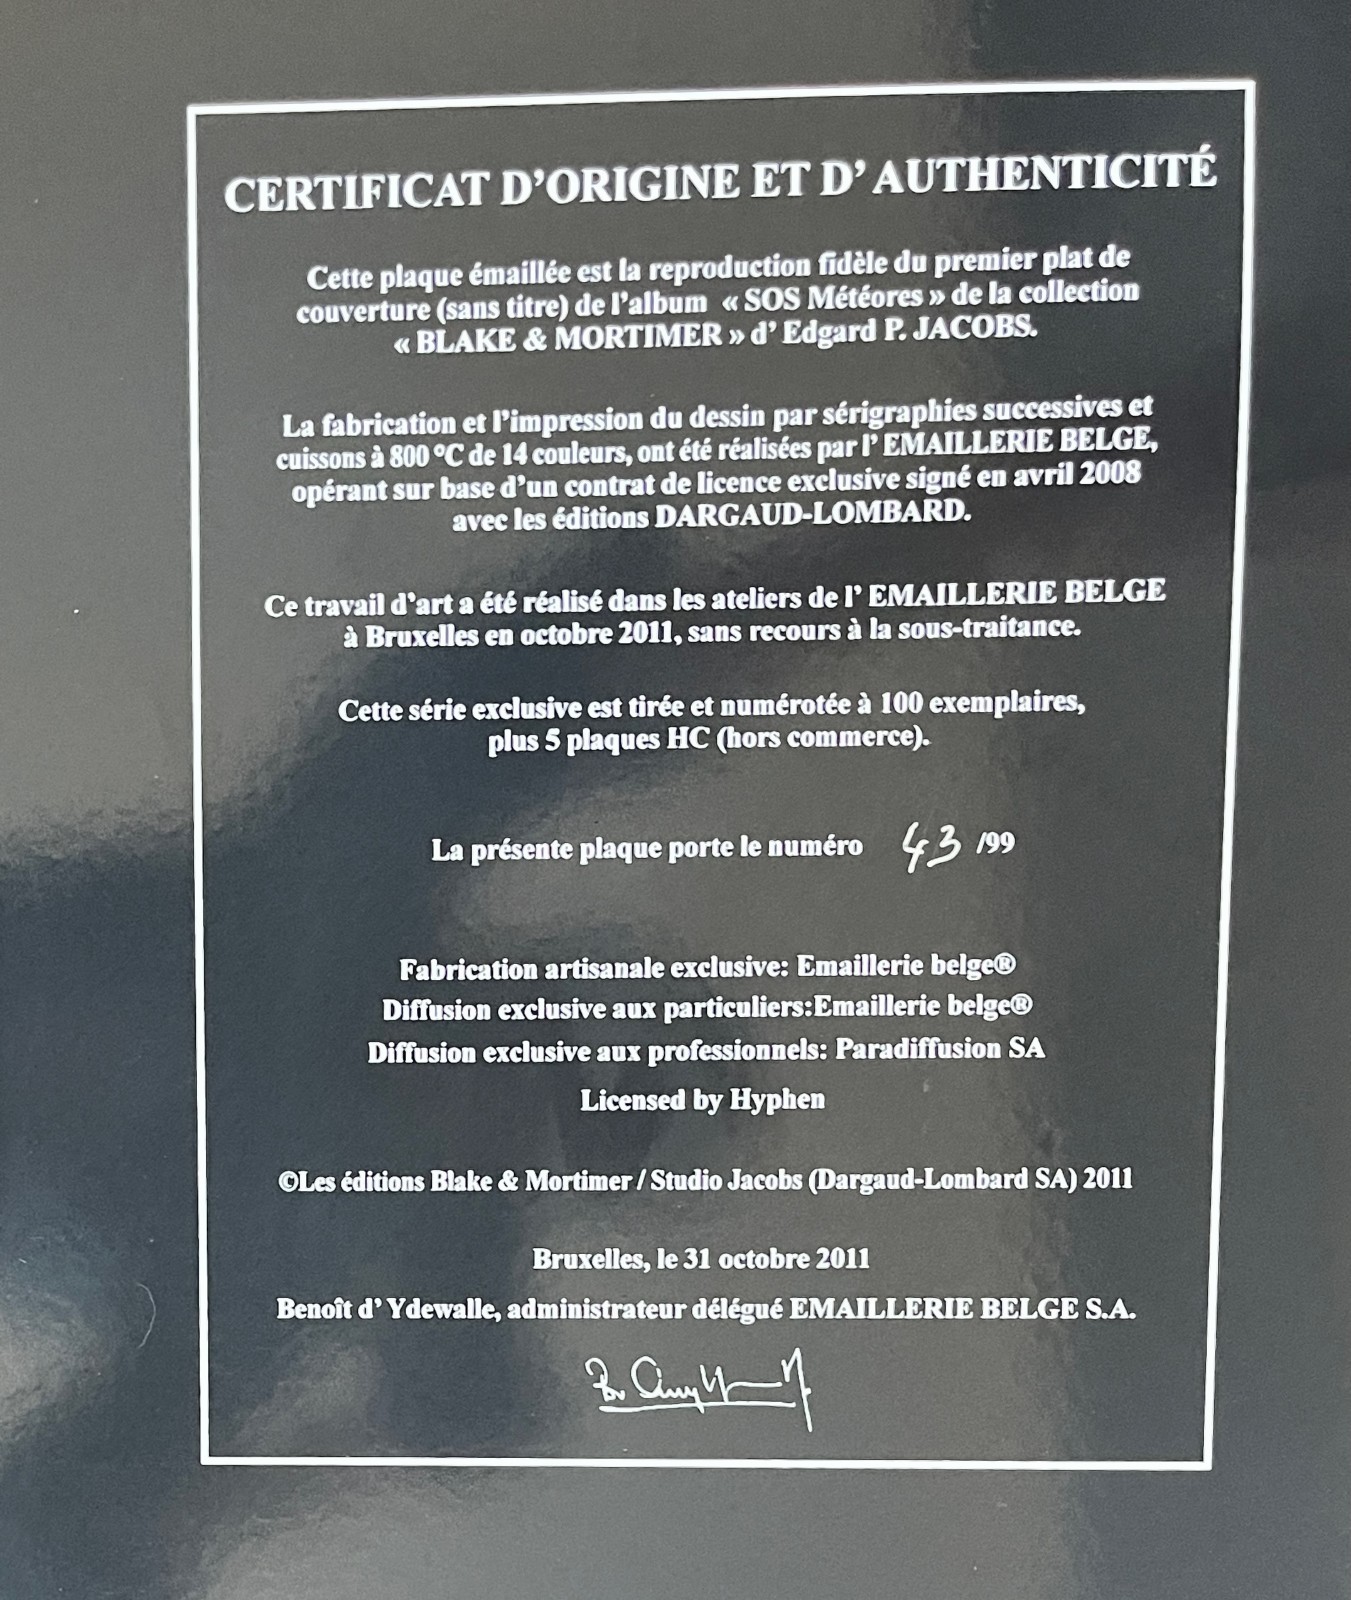 CERTIFICAT D'ORIGINE ET D' AUTHENTICITÉ
Cette plaque émaillée est la reproduction fidèle du premier plat de
couverture (sans titre) de l'album « SOS Météores » de la collection
« BLAKE & MORTIMER » d' Edgard P. JACOBS.
La fabrication et l'impression du dessin par sérigraphies successives et
cuissons à 800 °C de 14 couleurs, ont été réalisées par l' EMAILLERIE BELGE,
opérant sur base d'un contrat de licence exclusive signé en avril 2008
avec les éditions DARGAUD-LOMBARD.
Ce travail d'art a été réalisé dans les ateliers de l' EMAILLERIE BELGE
à Bruxelles en octobre 2011, sans recours à la sous-traitance.
Cette série exclusive est tirée et numérotée à 100 exemplaires,
plus 5 plaques HC (hors commerce).
La présente plaque porte le numéro 43 /99
Fabrication artisanale exclusive: Emaillerie belge®
Diffusion exclusive aux particuliers:Emaillerie belge®
Diffusion exclusive aux professionnels: Paradiffusion SA
Licensed by Hyphen
©Les éditions Blake & Mortimer / Studio Jacobs (Dargaud-Lombard SA) 2011
Bruxelles, le 31 octobre 2011
Benoît d' Ydewalle, administrateur délégué EMAILLERIE BELGE S.A.